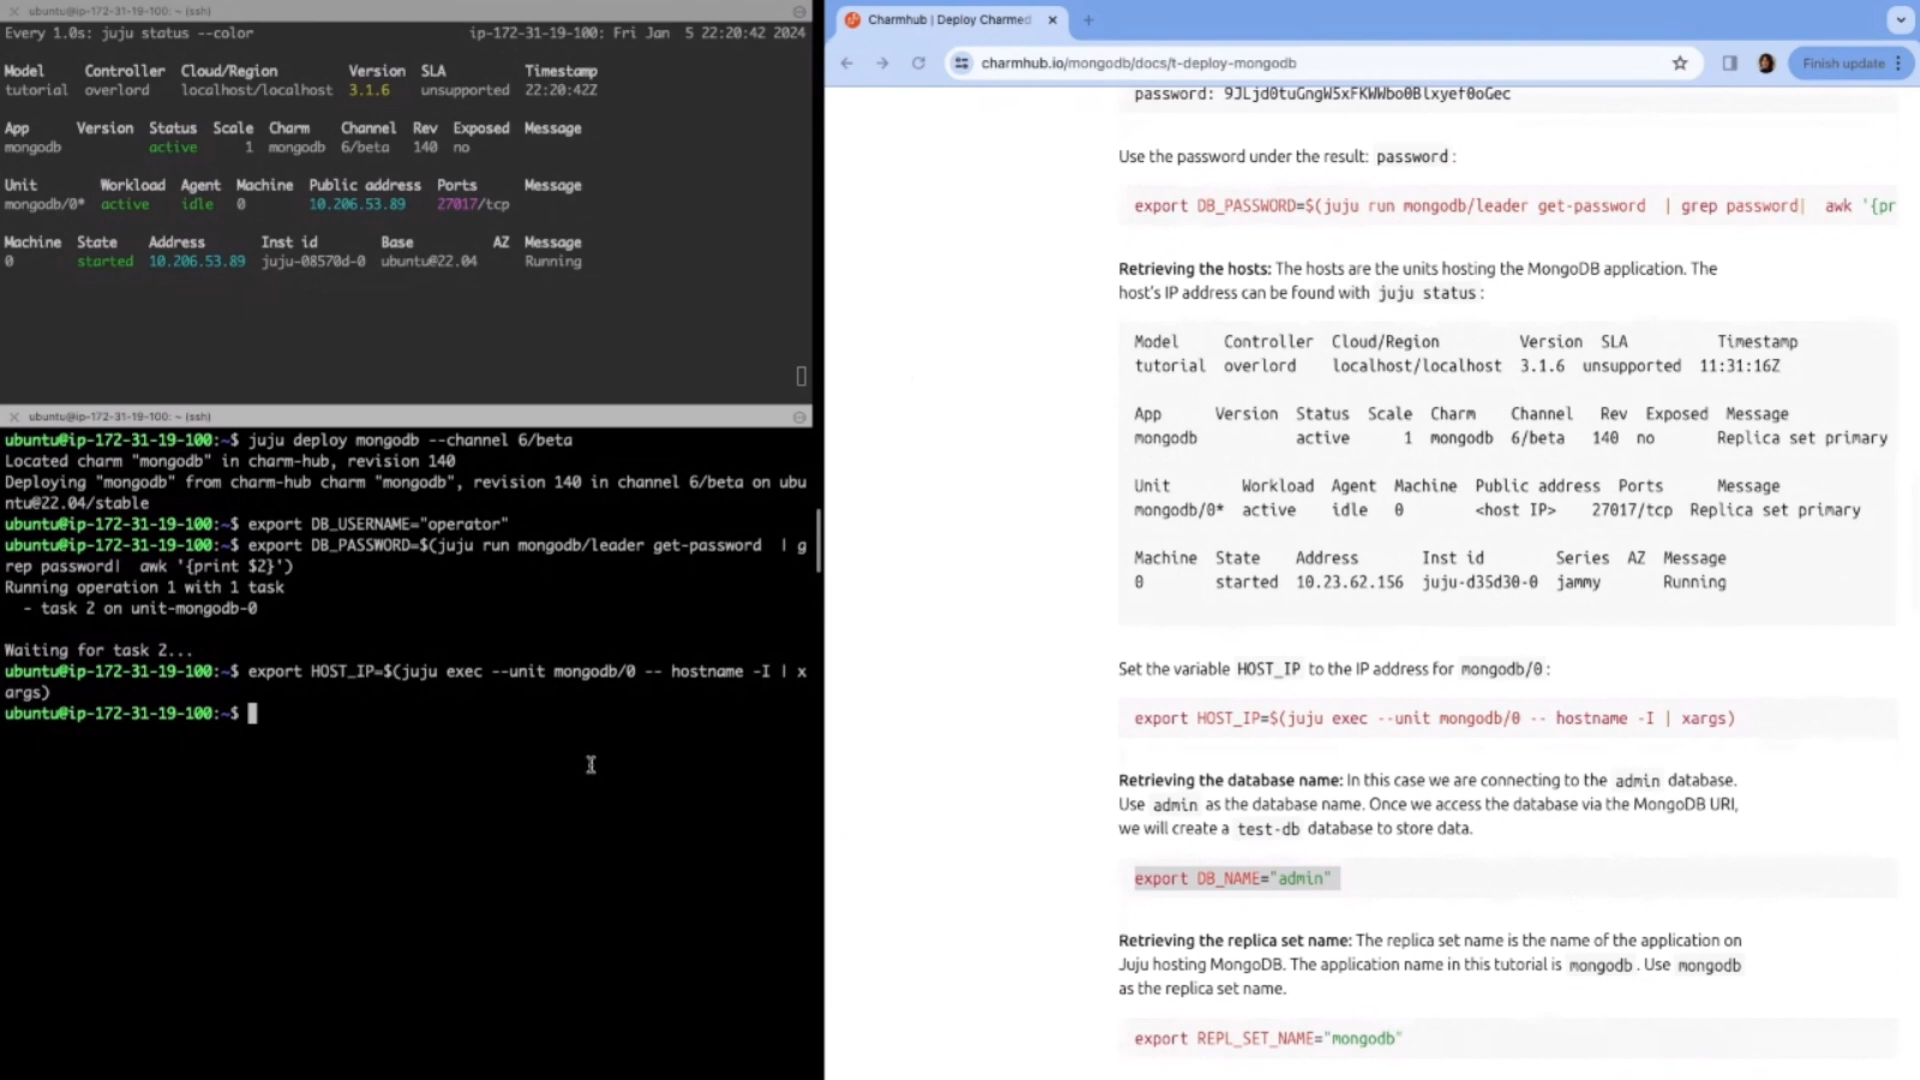 ubuntu@ip-172-31-19-100: ~ (ssh)
Every 1.0s: juju status --color ip-172-31-19-100: Fri Jan 5 22:20:42 2024
Model Controller Cloud/Region Version SLA Timestamp
tutorial overlord localhost/localhost 3.1.6 unsupported 22:20:42Z
App Version Status Scale Charm Channel Rev Exposed Message
mongodb active 1 mongodb 6/beta 140 no
Unit Workload Agent Machine Public address Ports Message
mongodb/0* active idle 0 10.206.53.89 27017/tcp
Machine State Address Inst id Base AZ Message
0 started 10.206.53.89 juju-08570d-0 ubuntu@22.04 Running
ubuntu@ip-172-31-19-100: ~ (ssh)
ubuntu@ip-172-31-19-100:~$ juju deploy mongodb --channel 6/beta
Located charm "mongodb" in charm-hub, revision 140
Deploying "mongodb" from charm-hub charm "mongodb", revision 140 in channel 6/beta on ubu
ntu@22.04/stable
ubuntu@ip-172-31-19-100:~$ export DB_USERNAME="operator"
ubuntu@ip-172-31-19-100:~$ export DB_PASSWORD=$(juju run mongodb/leader get-password | g
rep password| awk '{print $2}')
Running operation 1 with 1 task
- task 2 on unit-mongodb-0
Waiting for task 2...
ubuntu@ip-172-31-19-100:~$ export HOST_IP=$(juju exec --unit mongodb/0 -- hostname -I | x
args)
ubuntu@ip-172-31-19-100:~$
Charmhub | Deploy Charmed
charmhub.io/mongodb/docs/t-deploy-mongodb
Finish update
password: 9JLjd0tuGngW5xFKWWbo0Blxyef0oGec
Use the password under the result: password:
export DB_PASSWORD=$(juju run mongodb/leader get-password | grep password| awk '{pr
Retrieving the hosts: The hosts are the units hosting the MongoDB application. The
host's IP address can be found with juju status:
Model Controller Cloud/Region Version SLA Timestamp
tutorial overlord localhost/localhost 3.1.6 unsupported 11:31:16Z
App Version Status Scale Charm Channel Rev Exposed Message
mongodb active 1 mongodb 6/beta 140 no Replica set primary
Unit Workload Agent Machine Public address Ports Message
mongodb/0* active idle 0 <host IP> 27017/tcp Replica set primary
Machine State Address Inst id Series AZ Message
0 started 10.23.62.156 juju-d35d30-0 jammy Running
Set the variable HOST_IP to the IP address for mongodb/0:
export HOST_IP=$(juju exec --unit mongodb/0 -- hostname -I | xargs)
Retrieving the database name: In this case we are connecting to the admin database.
Use admin as the database name. Once we access the database via the MongoDB URI,
we will create a test-db database to store data.
export DB_NAME="admin"
Retrieving the replica set name: The replica set name is the name of the application on
Juju hosting MongoDB. The application name in this tutorial is mongodb. Use mongodb
as the replica set name.
export REPL_SET_NAME="mongodb"